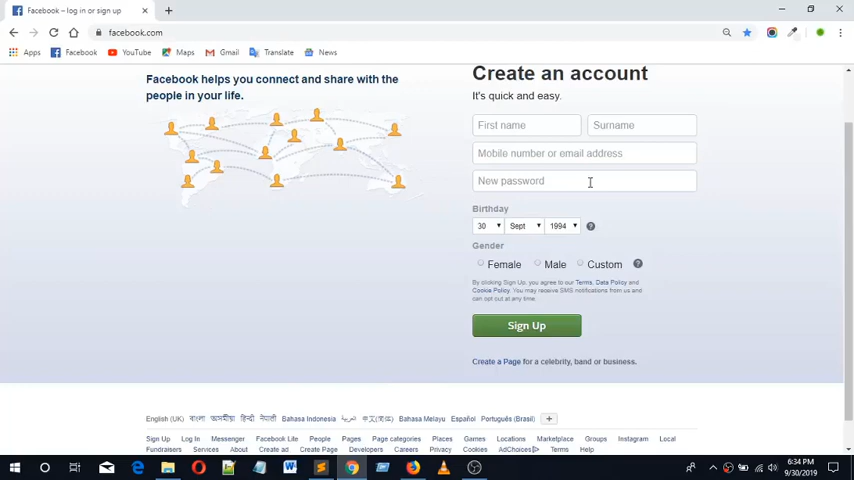 Facebook – log in or sign up
facebook.com
Apps Facebook YouTube Maps Gmail Translate News
Facebook helps you connect and share with the
people in your life.
Create an account
It's quick and easy.
First name Surname
Mobile number or email address
New password
Birthday
30 Sept 1994
Gender
Female Male Custom
By clicking Sign Up, you agree to our Terms, Data Policy and
Cookie Policy. You may receive SMS notifications from us and
can opt out at any time.
Sign Up
Create a Page for a celebrity, band or business.
English (UK) বাংলা অসমীয়া हिन्दी नेपाली Bahasa Indonesia العربية 中文(台灣) Bahasa Melayu Español Português (Brasil) +
Sign Up Log In Messenger Facebook Lite People Pages Page categories Places Games Locations Marketplace Groups Instagram Local
Fundraisers Services About Create ad Create Page Developers Careers Privacy Cookies AdChoices Terms Help
6:34 PM
9/30/2019